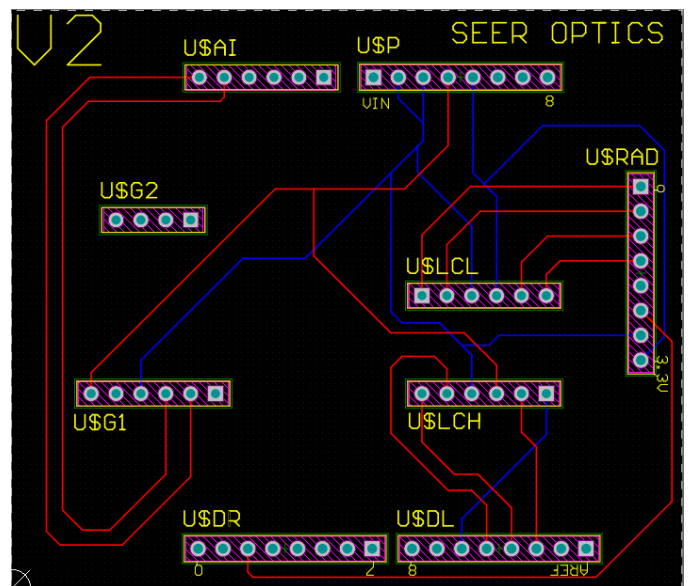 V2
SEER OPTICS
U$AI
U$P
VIN
8
U$RAD
0
U$G2
U$LCL
3.3V
U$G1
U$LCH
U$DR
U$DL
0
7
8
AREF